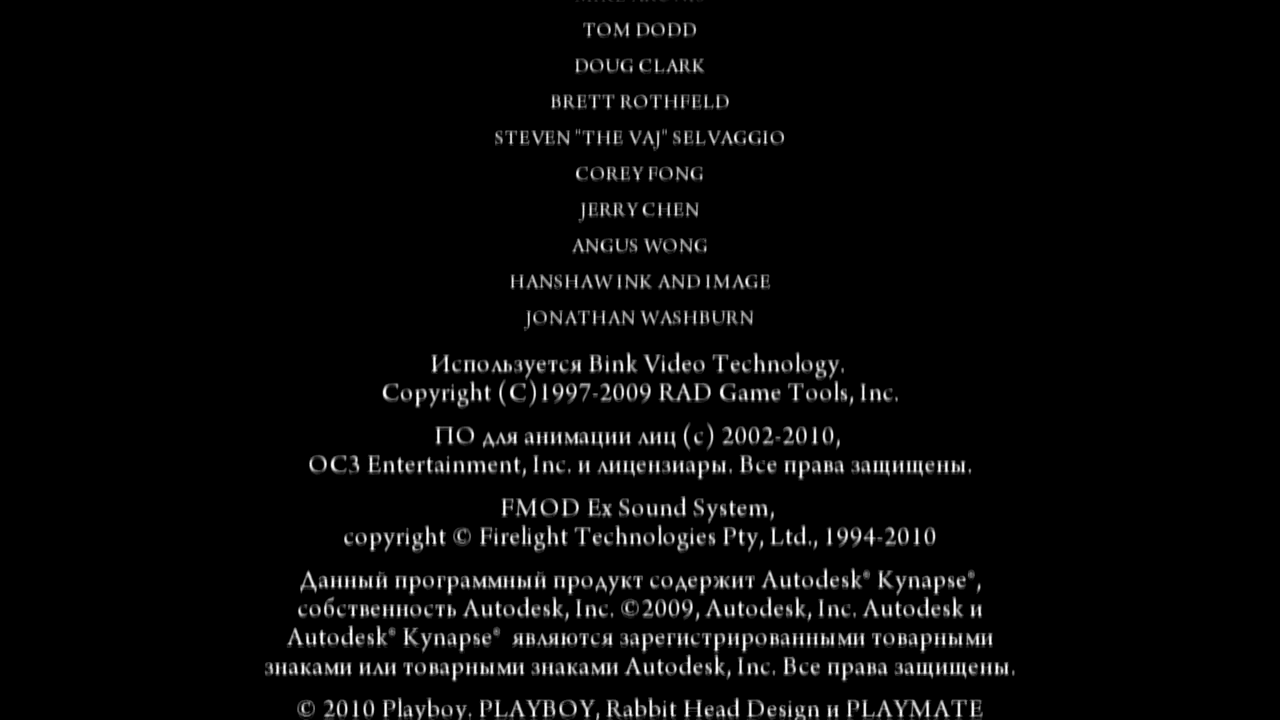 TOM DODD
DOUG CLARK
BRETT ROTHFELD
STEVEN "THE VAJ" SELVAGGIO
COREY FONG
JERRY CHEN
ANGUS WONG
HANSHAW INK AND IMAGE
JONATHAN WASHBURN
Используется Bink Video Technology.
Copyright (C)1997-2009 RAD Game Tools, Inc.
ПО для анимации лиц (с) 2002-2010,
OC3 Entertainment, Inc. и лицензиары. Все права защищены.
FMOD Ex Sound System,
copyright © Firelight Technologies Pty, Ltd., 1994-2010
Данный программный продукт содержит Autodesk® Kynapse®,
собственность Autodesk, Inc. ©2009, Autodesk, Inc. Autodesk и
Autodesk® Kynapse® являются зарегистрированными товарными
знаками или товарными знаками Autodesk, Inc. Все права защищены.
© 2010 Playboy. PLAYBOY, Rabbit Head Design и PLAYMATE